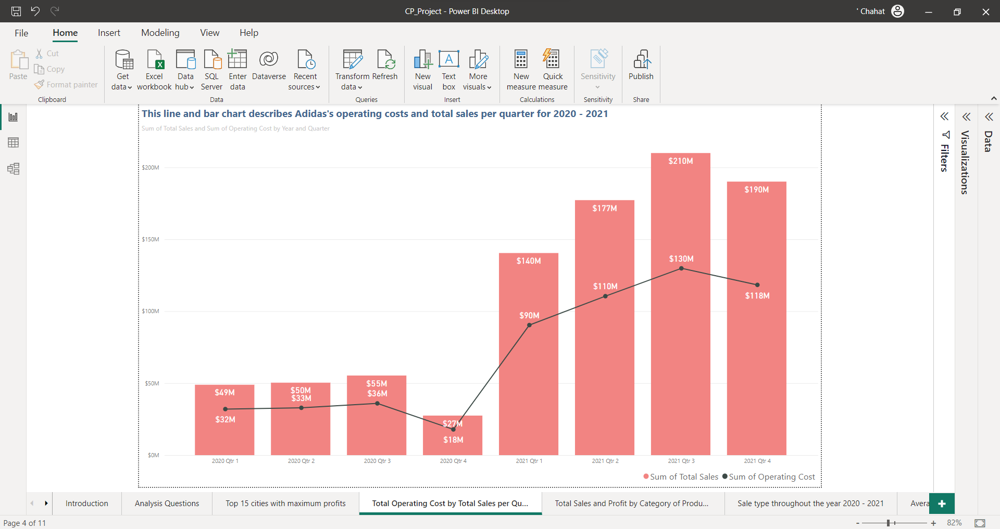 CP_Project - Power BI Desktop
' Chahat
File Home Insert Modeling View Help
Paste
Cut
Copy
Format painter
Clipboard
Get data
Excel workbook
Data hub
SQL Server
Enter data
Dataverse
Recent sources
Data
Transform data
Refresh
Queries
New visual
A
Text box
More visuals
Insert
New measure
Quick measure
Calculations
Sensitivity
Sensitivity
Publish
Share
This line and bar chart describes Adidas's operating costs and total sales per quarter for 2020 - 2021
Sum of Total Sales and Sum of Operating Cost by Year and Quarter
$200M
$150M
$100M
$50M
$0M
$49M
$32M
$50M
$33M
$55M
$36M
$27M
$18M
$140M
$90M
$177M
$110M
$210M
$130M
$190M
$118M
2020 Qtr 1
2020 Qtr 2
2020 Qtr 3
2020 Qtr 4
2021 Qtr 1
2021 Qtr 2
2021 Qtr 3
2021 Qtr 4
Sum of Total Sales Sum of Operating Cost
Filters
Visualizations
Data
Introduction
Analysis Questions
Top 15 cities with maximum profits
Total Operating Cost by Total Sales per Qu...
Total Sales and Profit by Category of Produ...
Sale type throughout the year 2020 - 2021
Avera
Page 4 of 11
- + 82%